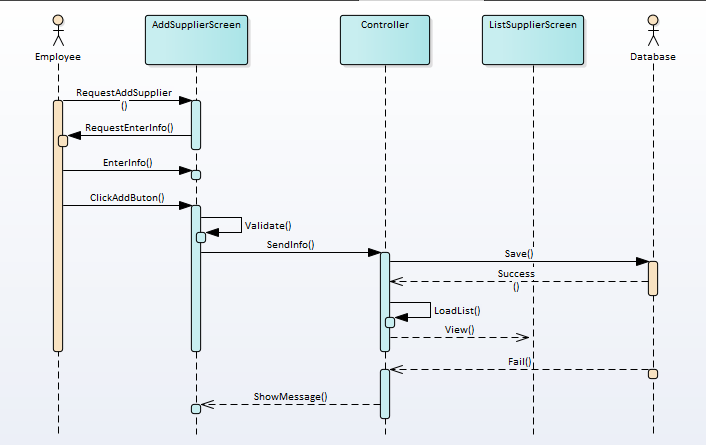 AddSupplierScreen
Controller
ListSupplierScreen
Employee
Database
RequestAddSupplier
()
RequestEnterInfo()
EnterInfo()
ClickAddButon()
Validate()
SendInfo()
Save()
Success
()
LoadList()
View()
Fail()
ShowMessage()